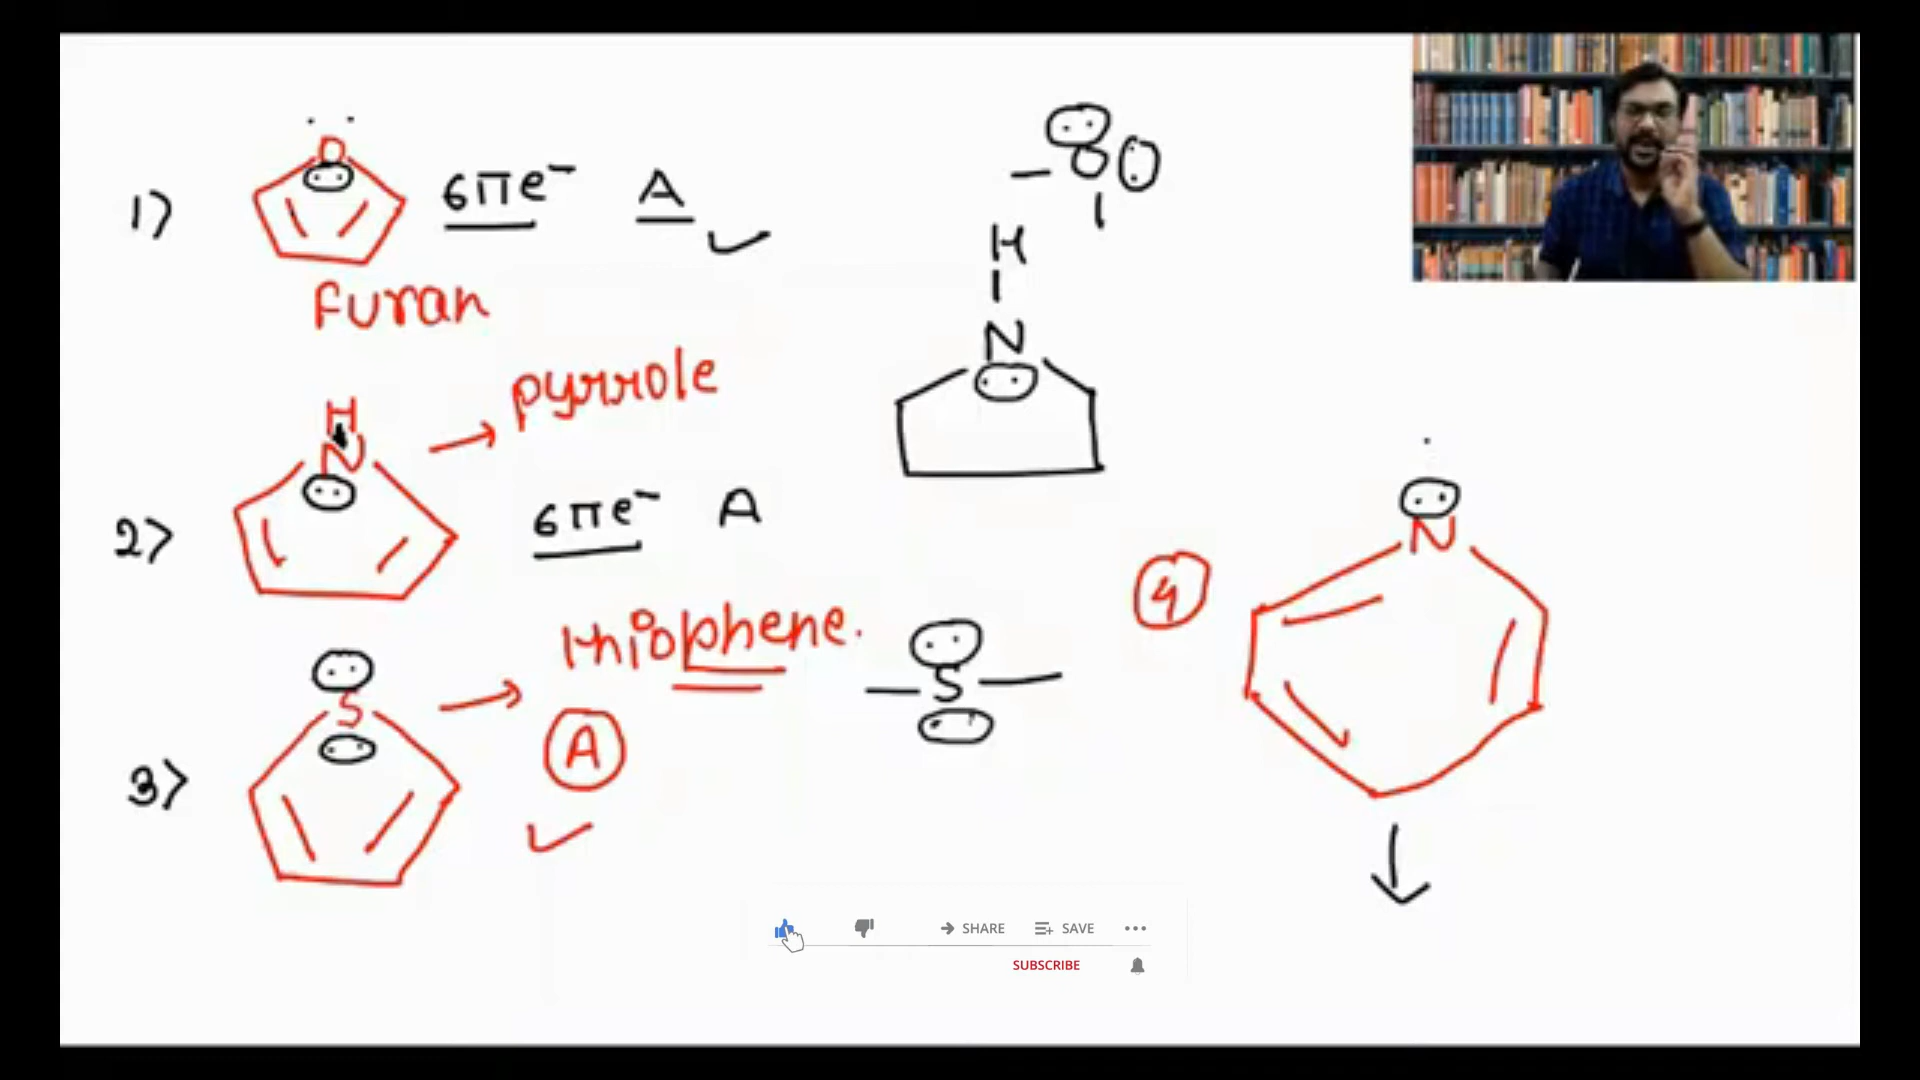 1)
O
6πe⁻
A
Furan
O
H
N
2)
H
N
pyrrole
6πe⁻
A
3)
S
thiophene.
A
S
4
N
SHARE
SAVE
SUBSCRIBE